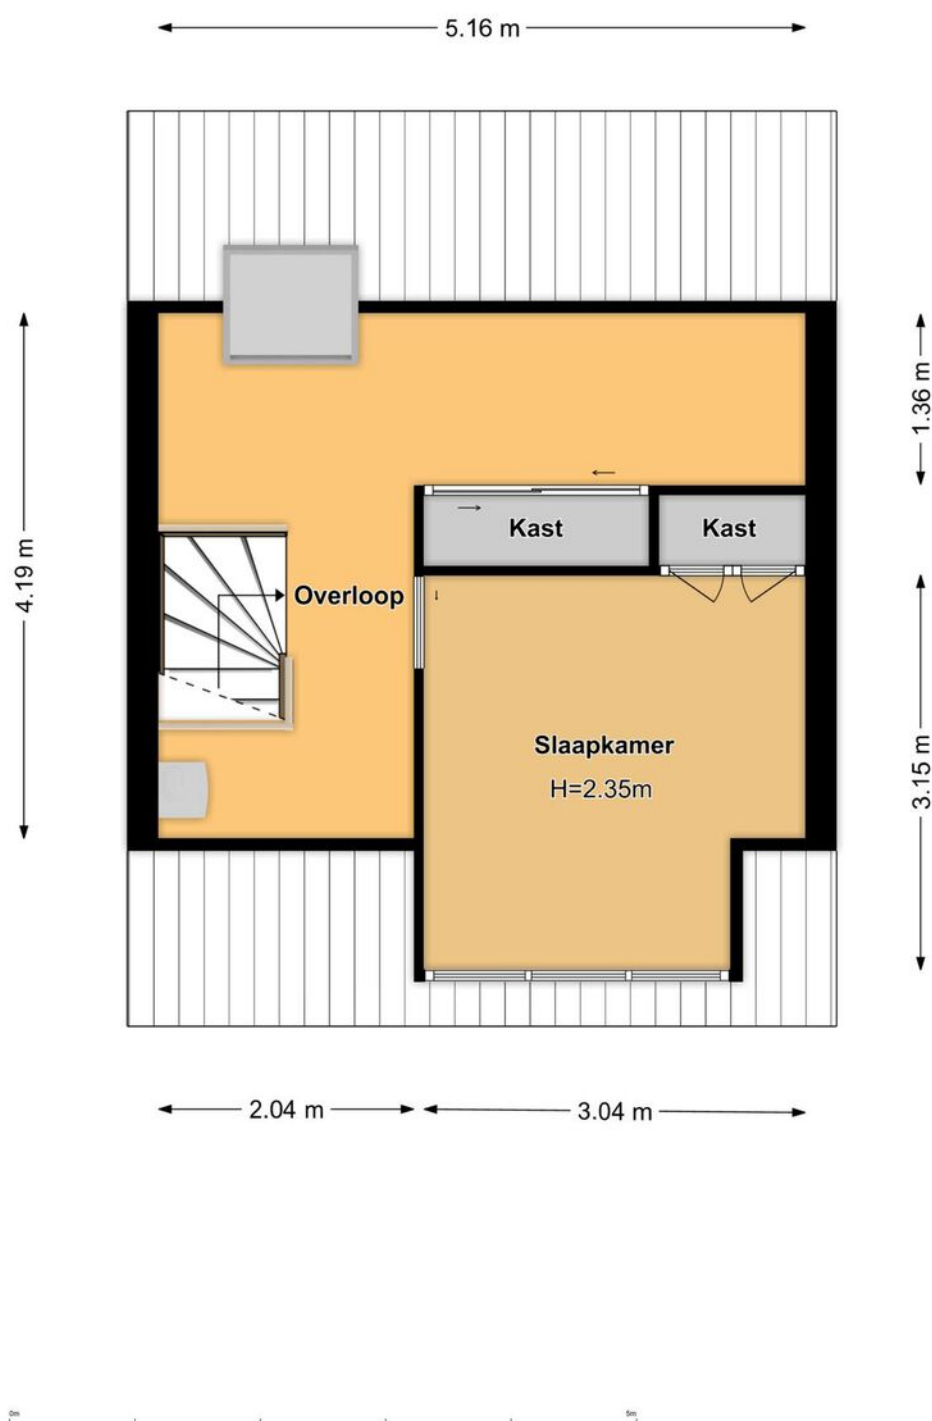 5.16 m
1.36 m
Kast
Kast
4.19 m
Overloop
Slaapkamer
H=2.35m
3.15 m
2.04 m
3.04 m
0m
5m